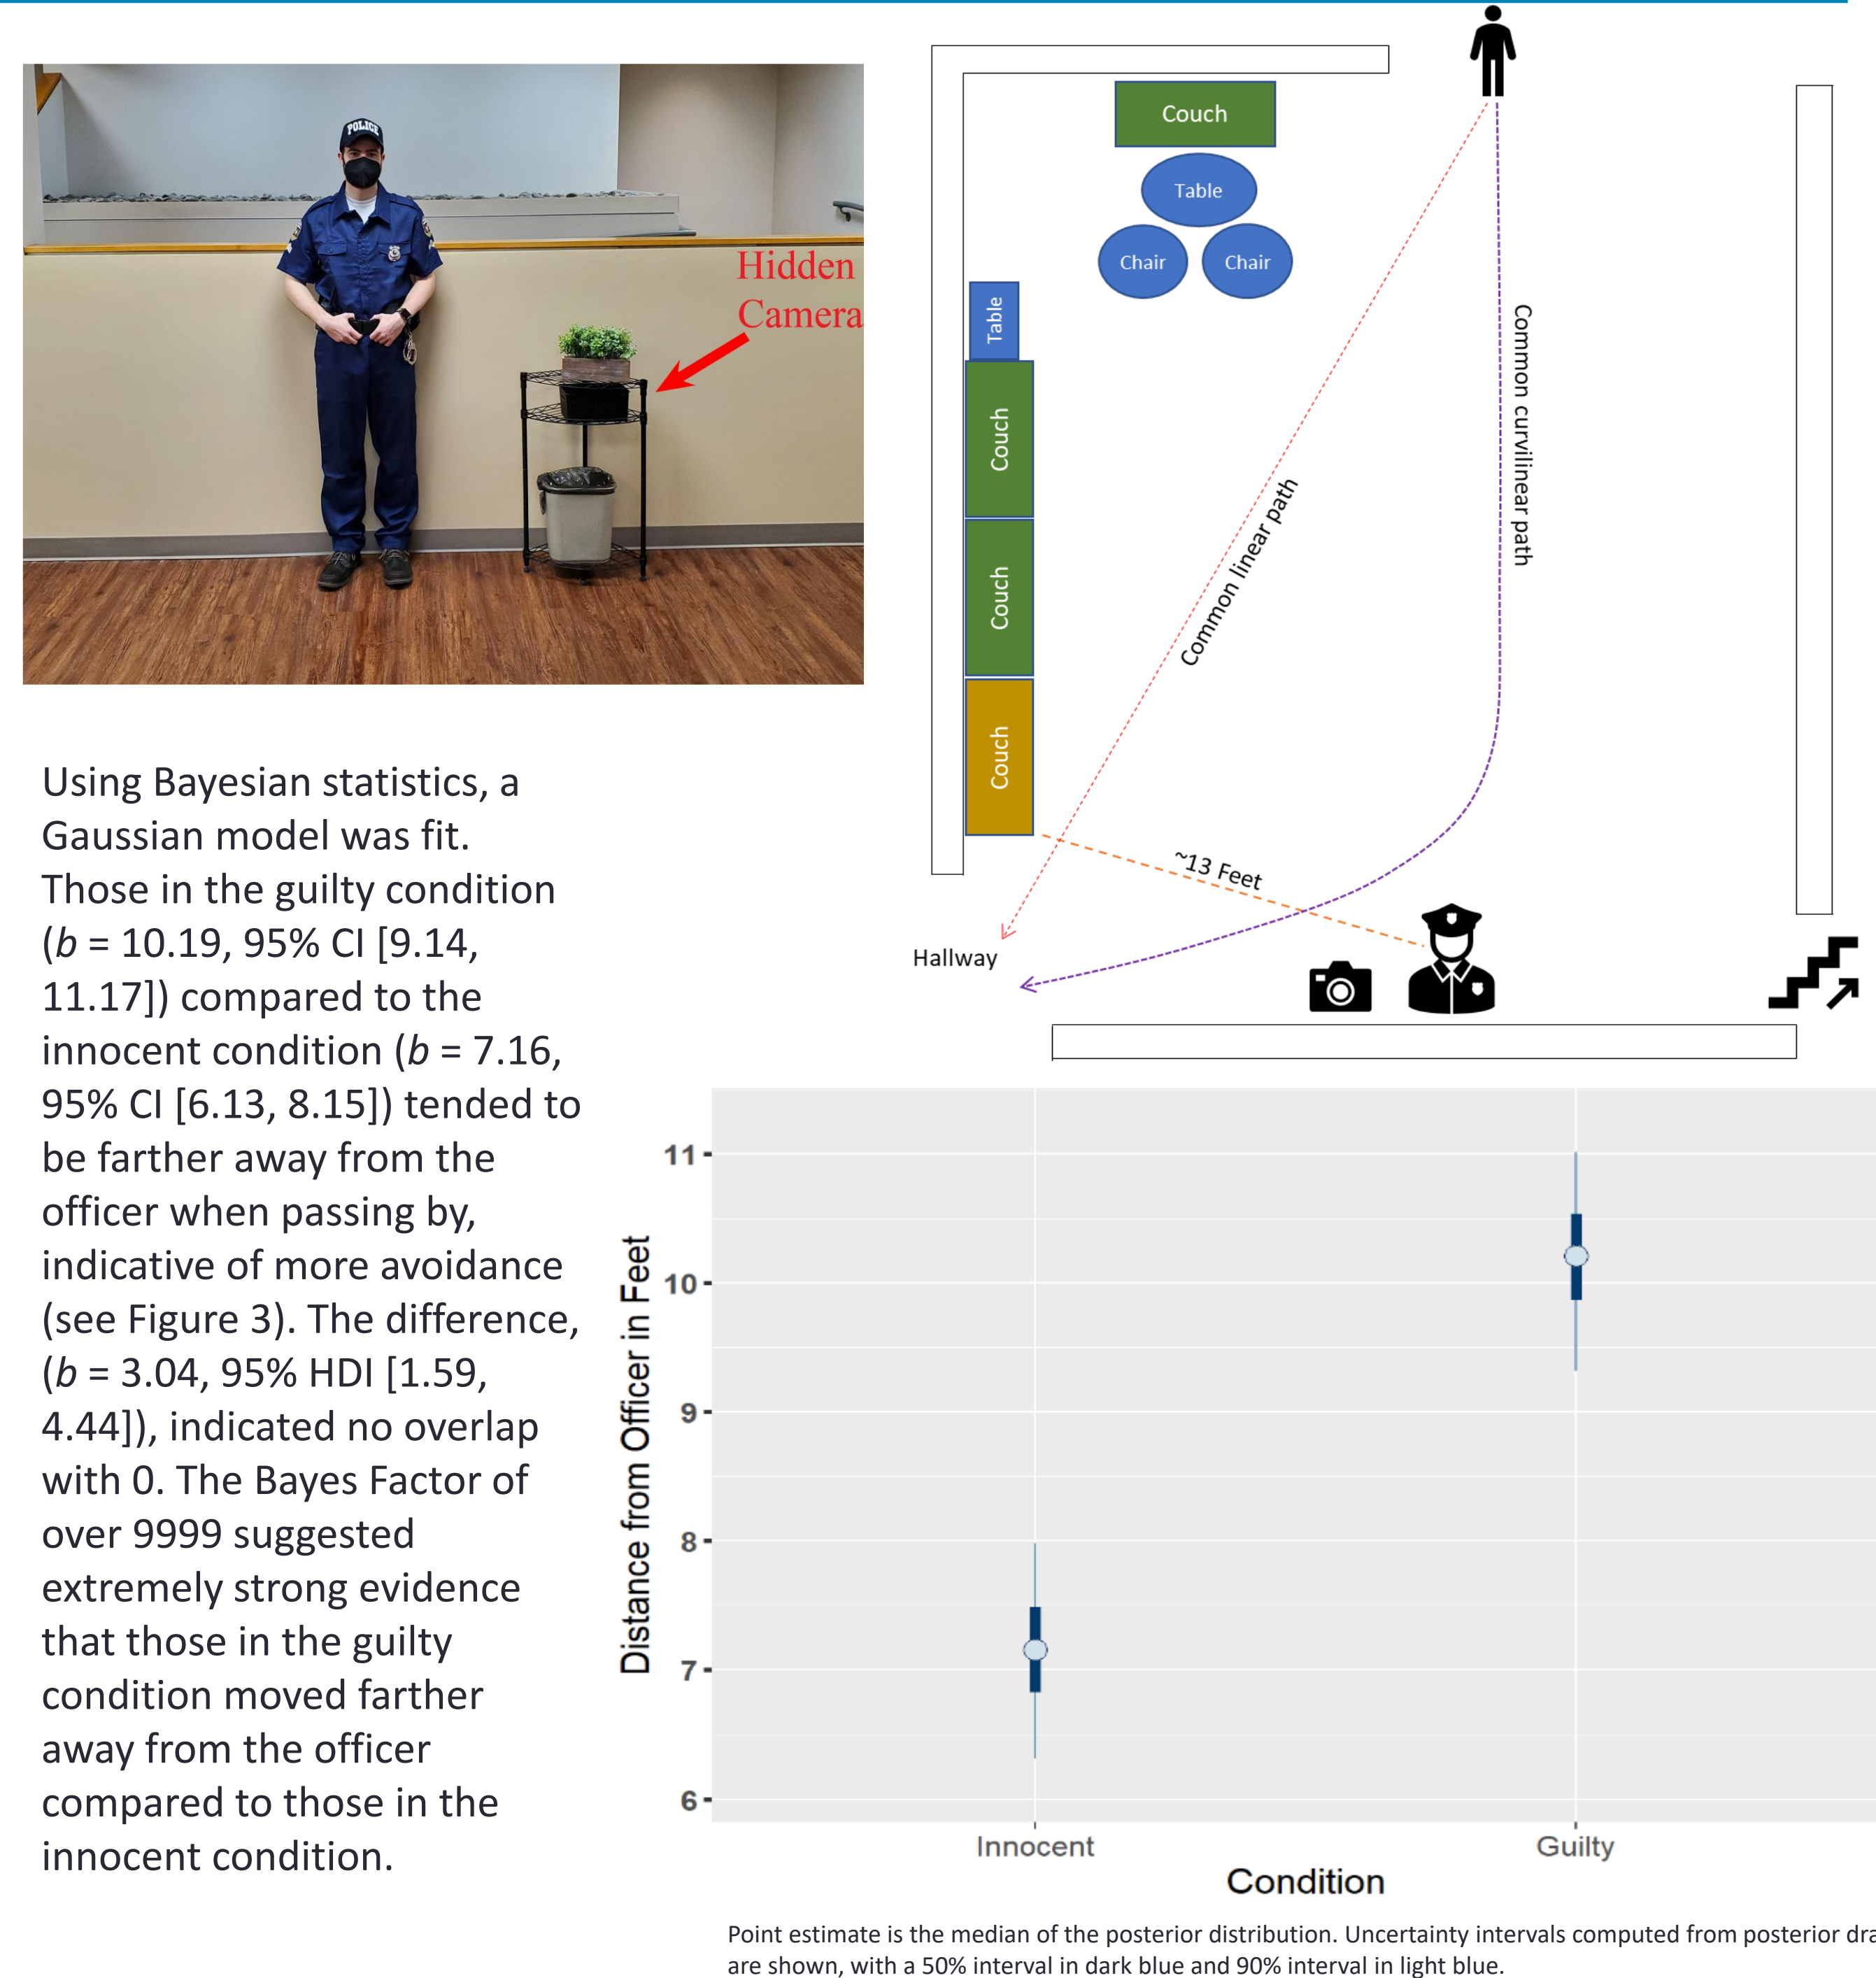 POLICE
Hidden
Camera
Couch
Table
Chair
Chair
Table
Couch
Couch
Couch
Common linear path
Common curvilinear path
~13 Feet
Hallway
Using Bayesian statistics, a
Gaussian model was fit.
Those in the guilty condition
(b = 10.19, 95% CI [9.14,
11.17]) compared to the
innocent condition (b = 7.16,
95% CI [6.13, 8.15]) tended to
be farther away from the
officer when passing by,
indicative of more avoidance
(see Figure 3). The difference,
(b = 3.04, 95% HDI [1.59,
4.44]), indicated no overlap
with 0. The Bayes Factor of
over 9999 suggested
extremely strong evidence
that those in the guilty
condition moved farther
away from the officer
compared to those in the
innocent condition.
Distance from Officer in Feet
11
10
9
8
7
6
Innocent
Guilty
Condition
Point estimate is the median of the posterior distribution. Uncertainty intervals computed from posterior
are shown, with a 50% interval in dark blue and 90% interval in light blue.